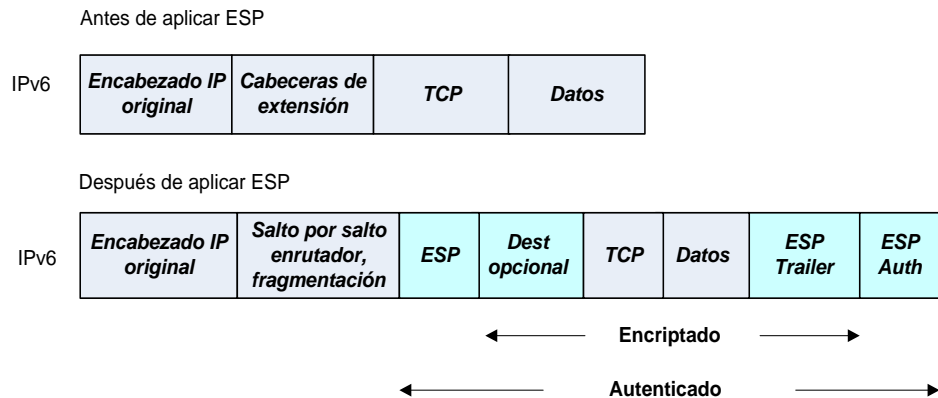 Antes de aplicar ESP
IPv6
Encabezado IP
original
Cabeceras de
extensión
TCP
Datos
Después de aplicar ESP
IPv6
Encabezado IP
original
Salto por salto
enrutador,
fragmentación
ESP
Dest
opcional
TCP
Datos
ESP
Trailer
ESP
Auth
Encriptado
Autenticado